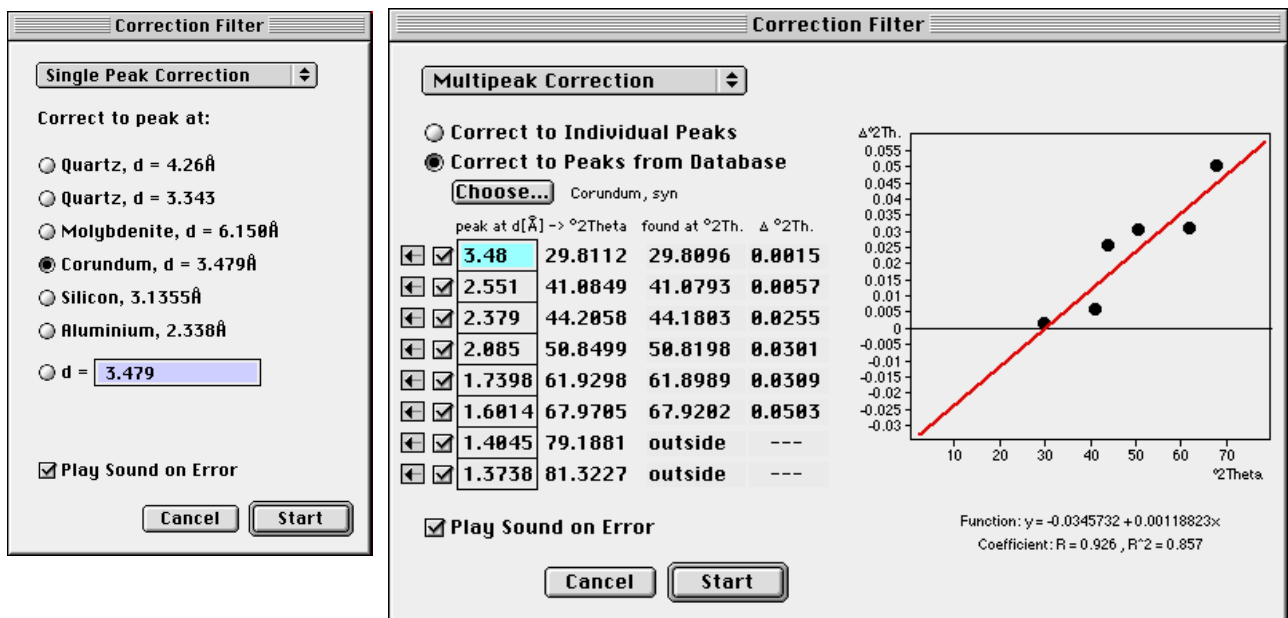 Correction Filter
Single Peak Correction
Correct to peak at:
Quartz, d = 4.26Å
Quartz, d = 3.343
Molybdenite, d = 6.150Å
Corundum, d = 3.479Å
Silicon, 3.1355Å
Aluminium, 2.338Å
d = 3.479
Play Sound on Error
Cancel Start
Correction Filter
Multipeak Correction
Correct to Individual Peaks
Correct to Peaks from Database
Choose... Corundum, syn
peak at d[Å] -> °2Theta found at °2Th. Δ °2Th.
3.48 29.8112 29.8096 0.0015
2.551 41.0849 41.0793 0.0057
2.379 44.2058 44.1803 0.0255
2.085 50.8499 50.8198 0.0301
1.7398 61.9298 61.8989 0.0309
1.6014 67.9705 67.9202 0.0503
1.4045 79.1881 outside ---
1.3738 81.3227 outside ---
Play Sound on Error
Cancel Start
Δ°2Th.
0.055
0.05
0.045
0.04
0.035
0.03
0.025
0.02
0.015
0.01
0.005
0
-0.005
-0.01
-0.015
-0.02
-0.025
-0.03
10 20 30 40 50 60 70
°2Theta
Function: y = -0.0345732 + 0.00118823x
Coefficient: R = 0.926 , R^2 = 0.857